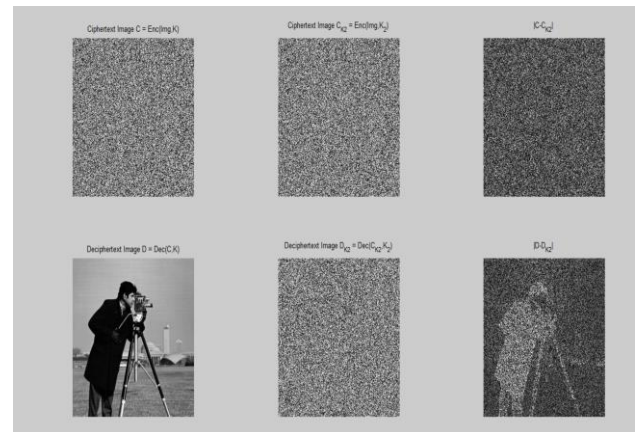 Ciphertext Image C = Enc(Img,K)
Ciphertext Image C_K2 = Enc(Img,K_2)
|C-C_K2|
Deciphertext Image D = Dec(C,K)
Deciphertext Image D_K2 = Dec(C_K2,K_2)
|D-D_K2|